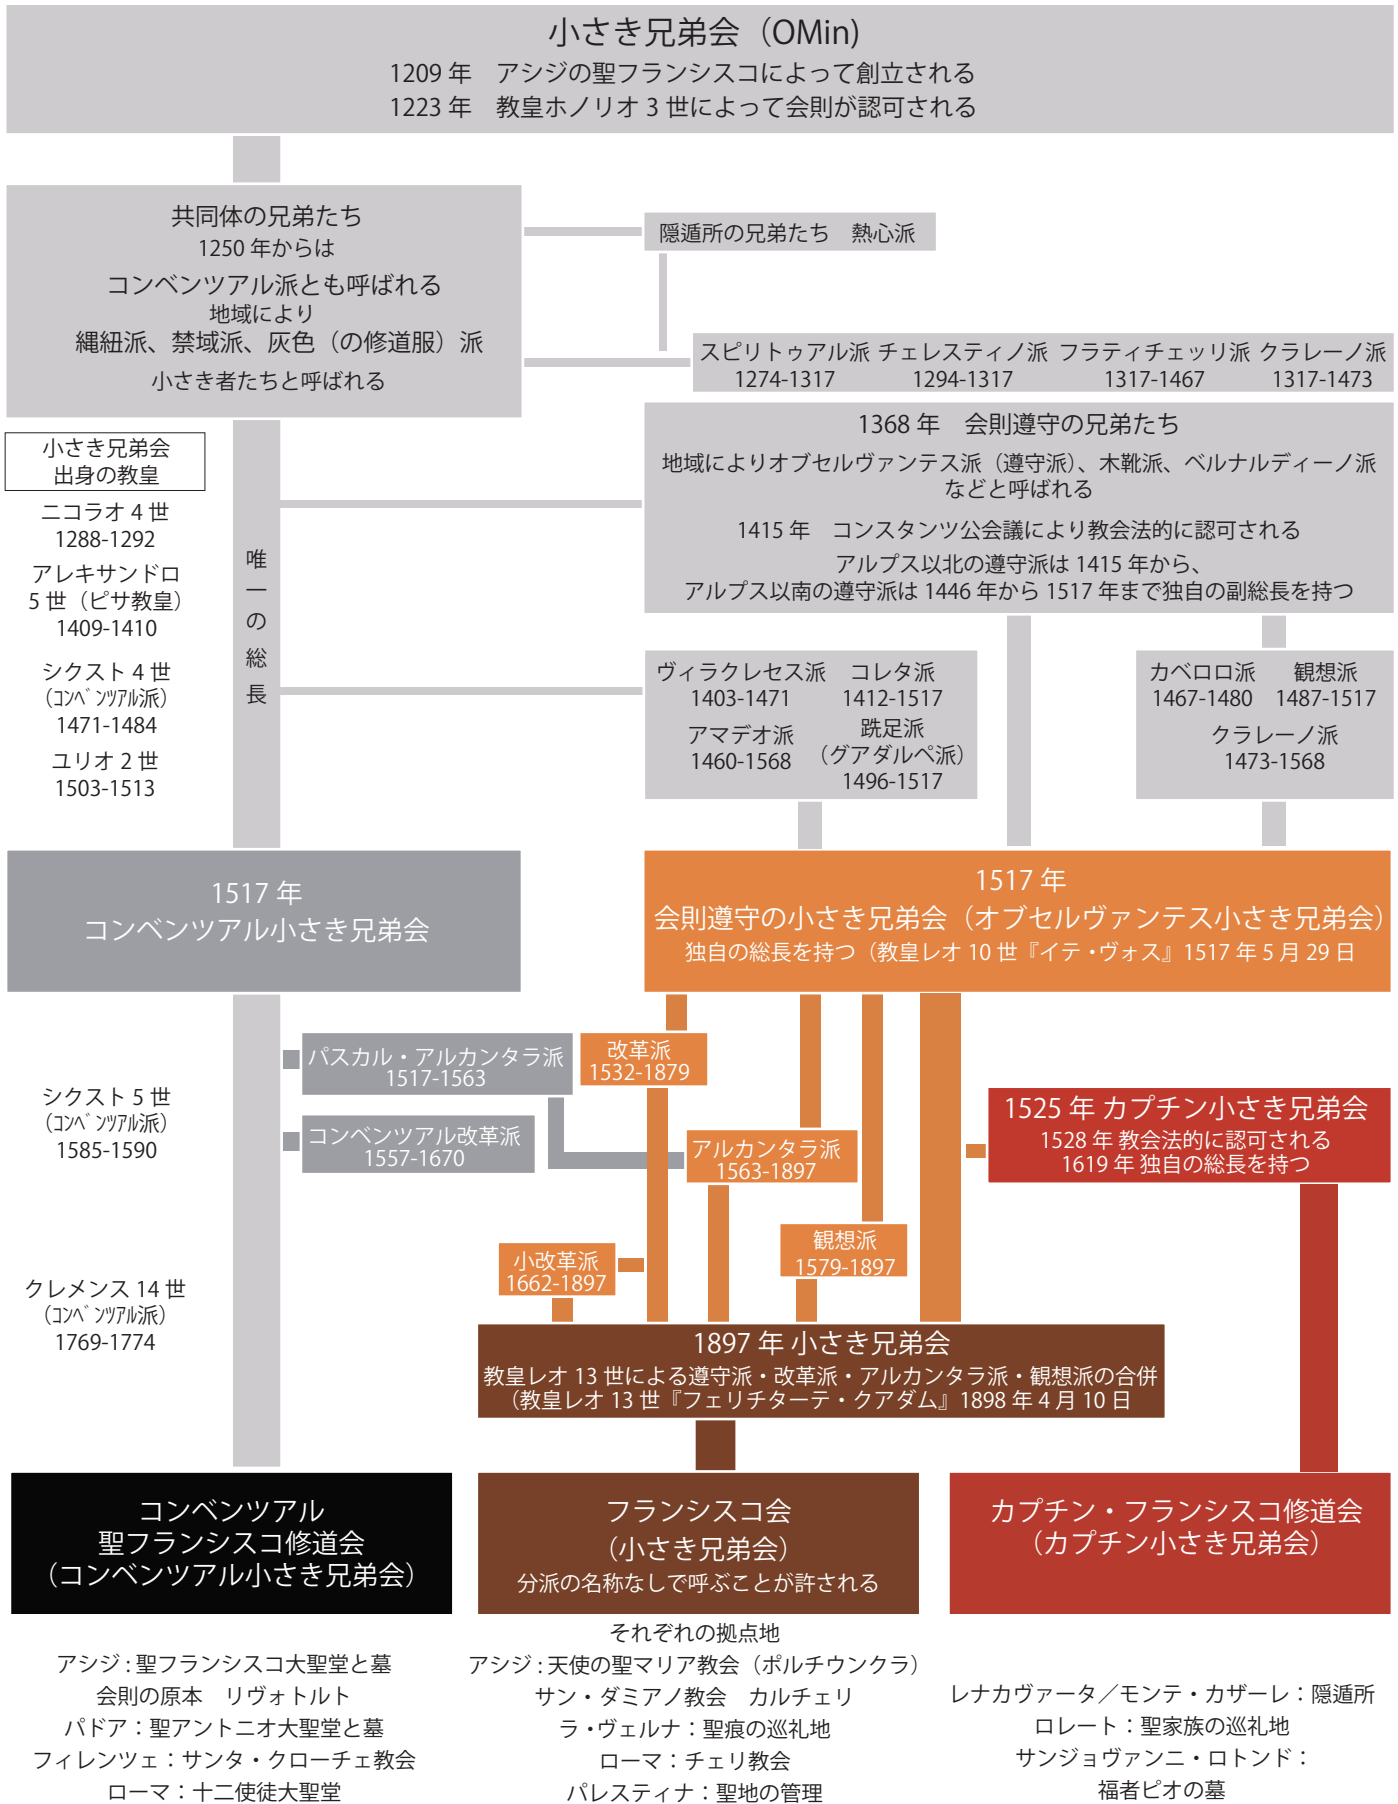 小さき兄弟会（OMin)
1209 年　アシジの聖フランシスコによって創立される
1223 年　教皇ホノリオ 3 世によって会則が認可される
共同体の兄弟たち
1250 年からは
コンベンツアル派とも呼ばれる
地域により
縄紐派、禁域派、灰色（の修道服）派
小さき者たちと呼ばれる
隠遁所の兄弟たち　熱心派
スピリトゥアル派 チェレスティノ派 フラティチェッリ派 クラレーノ派
1274-1317 1294-1317 1317-1467 1317-1473
1368 年　会則遵守の兄弟たち
地域によりオブセルヴァンテス派（遵守派）、木靴派、ベルナルディーノ派
などと呼ばれる
1415 年　コンスタンツ公会議により教会法的に認可される
アルプス以北の遵守派は 1415 年から、
アルプス以南の遵守派は 1446 年から 1517 年まで独自の副総長を持つ
小さき兄弟会
出身の教皇
ニコラオ 4 世
1288-1292
アレキサンドロ
5 世（ピサ教皇）
1409-1410
シクスト 4 世
（ｺﾝﾍﾞﾝﾂｱﾙ派）
1471-1484
ユリオ 2 世
1503-1513
唯一の総長
ヴィラクレセス派　コレタ派
1403-1471 1412-1517
アマデオ派
1460-1568
跣足派
（グアダルペ派）
1496-1517
カベロロ派　観想派
1467-1480 1487-1517
クラレーノ派
1473-1568
1517 年
コンベンツアル小さき兄弟会
1517 年
会則遵守の小さき兄弟会（オブセルヴァンテス小さき兄弟会）
独自の総長を持つ（教皇レオ 10 世『イテ・ヴォス』1517 年 5 月 29 日
パスカル・アルカンタラ派
1517-1563
改革派
1532-1879
シクスト 5 世
（ｺﾝﾍﾞﾝﾂｱﾙ派）
1585-1590
コンベンツアル改革派
1557-1670
アルカンタラ派
1563-1897
1525 年 カプチン小さき兄弟会
1528 年 教会法的に認可される
1619 年 独自の総長を持つ
小改革派
1662-1897
観想派
1579-1897
クレメンス 14 世
（ｺﾝﾍﾞﾝﾂｱﾙ派）
1769-1774
1897 年 小さき兄弟会
教皇レオ 13 世による遵守派・改革派・アルカンタラ派・観想派の合併
（教皇レオ 13 世『フェリチターテ・クアダム』1898 年 4 月 10 日
コンベンツアル
聖フランシスコ修道会
（コンベンツアル小さき兄弟会）
フランシスコ会
（小さき兄弟会）
分派の名称なしで呼ぶことが許される
カプチン・フランシスコ修道会
（カプチン小さき兄弟会）
それぞれの拠点地
アシジ : 聖フランシスコ大聖堂と墓
会則の原本　リヴォトルト
パドア：聖アントニオ大聖堂と墓
フィレンツェ：サンタ・クローチェ教会
ローマ：十二使徒大聖堂
アシジ : 天使の聖マリア教会（ポルチウンクラ）
サン・ダミアノ教会　カルチェリ
ラ・ヴェルナ：聖痕の巡礼地
ローマ：チェリ教会
パレスティナ：聖地の管理
レナカヴァータ／モンテ・カザーレ：隠遁所
ロレート：聖家族の巡礼地
サンジョヴァンニ・ロトンド：
福者ピオの墓